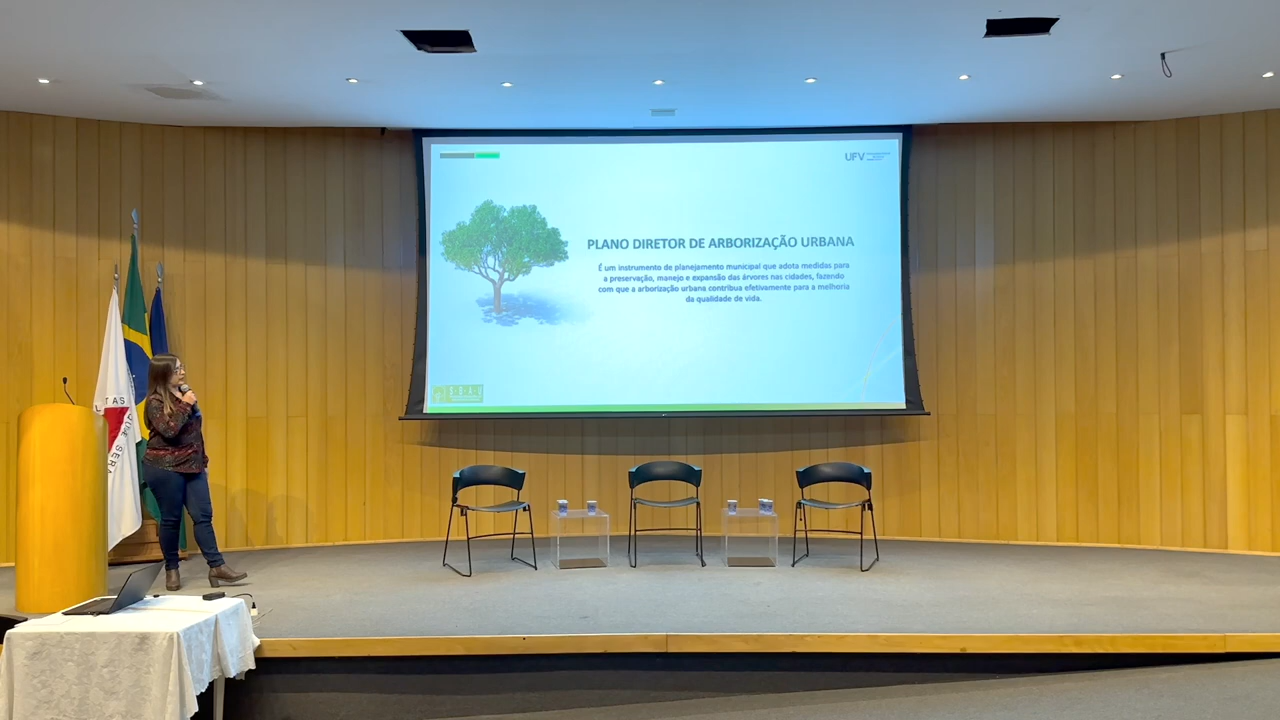 UFV
PLANO DIRETOR DE ARBORIZAÇÃO URBANA
É um instrumento de planejamento municipal que adota medidas para
a preservação, manejo e expansão das árvores nas cidades, fazendo
com que a arborização urbana contribua efetivamente para a melhoria
da qualidade de vida.